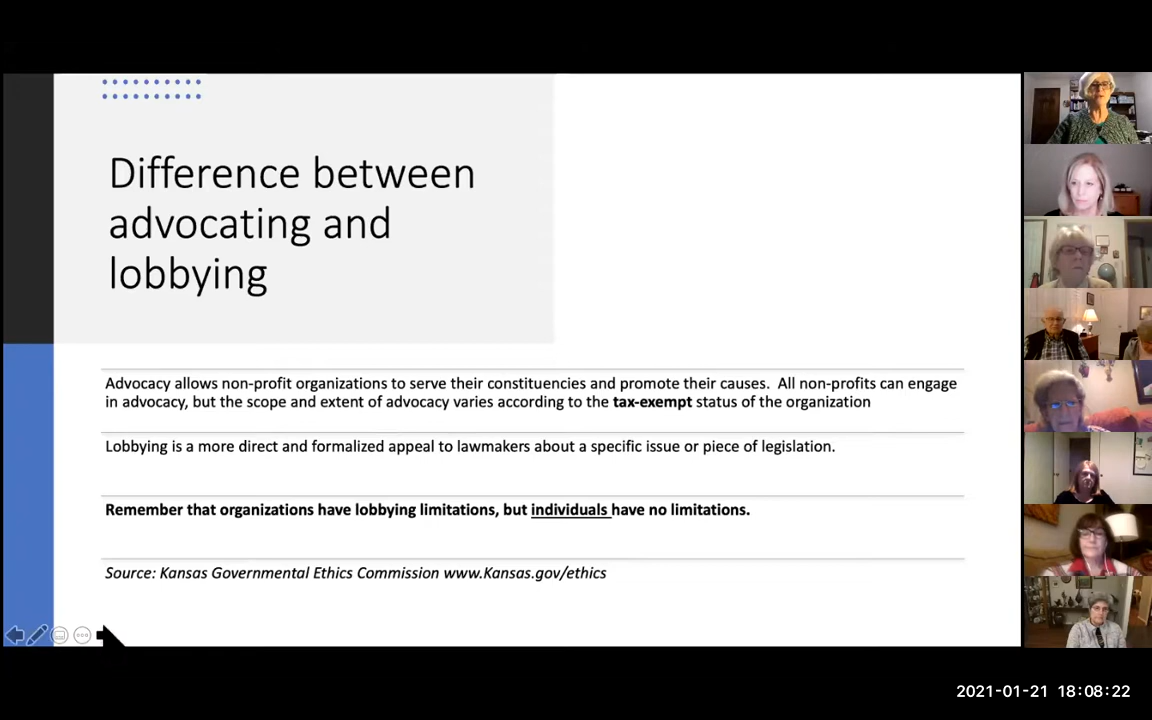 Difference between
advocating and
lobbying
Advocacy allows non-profit organizations to serve their constituencies and promote their causes.  All non-profits can engage
in advocacy, but the scope and extent of advocacy varies according to the tax-exempt status of the organization
Lobbying is a more direct and formalized appeal to lawmakers about a specific issue or piece of legislation.
Remember that organizations have lobbying limitations, but individuals have no limitations.
Source: Kansas Governmental Ethics Commission www.Kansas.gov/ethics
2021-01-21 18:08:22